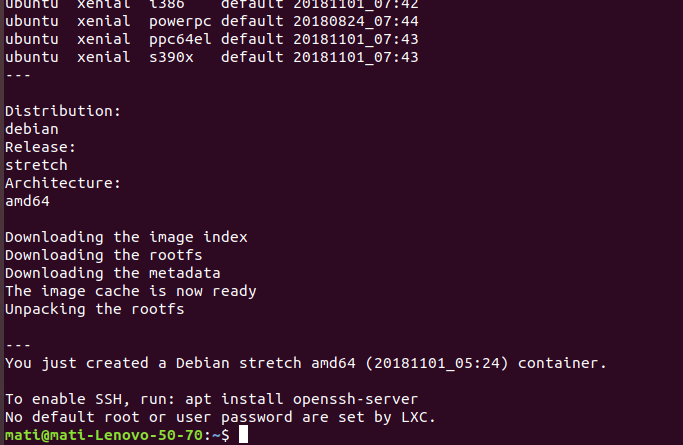 ubuntu xenial i386 default 20181101_07:42
ubuntu xenial powerpc default 20180824_07:44
ubuntu xenial ppc64el default 20181101_07:43
ubuntu xenial s390x default 20181101_07:43
---
Distribution:
debian
Release:
stretch
Architecture:
amd64
Downloading the image index
Downloading the rootfs
Downloading the metadata
The image cache is now ready
Unpacking the rootfs
---
You just created a Debian stretch amd64 (20181101_05:24) container.
To enable SSH, run: apt install openssh-server
No default root or user password are set by LXC.
mati@mati-Lenovo-50-70:~$